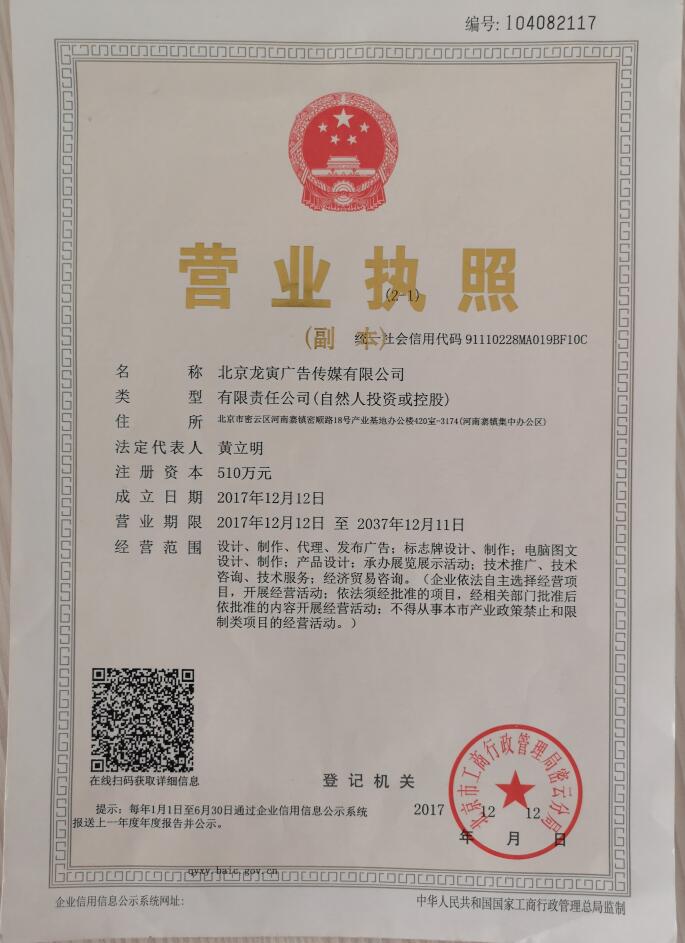 编号:104082117
营业执照
(2-1)
(副 本)
统一社会信用代码 91110228MA019BF10C
名 称 北京龙寅广告传媒有限公司
类 型 有限责任公司(自然人投资或控股)
住 所 北京市密云区河南寨镇密顺路18号产业基地办公楼420室-3174(河南寨镇集中办公区)
法定代表人 黄立明
注册资本 510万元
成立日期 2017年12月12日
营业期限 2017年12月12日 至 2037年12月11日
经营范围 设计、制作、代理、发布广告；标志牌设计、制作；电脑图文
设计、制作；产品设计；承办展览展示活动；技术推广、技术
咨询、技术服务；经济贸易咨询。（企业依法自主选择经营项
目，开展经营活动；依法须经批准的项目，经相关部门批准后
依批准的内容开展经营活动；不得从事本市产业政策禁止和限
制类项目的经营活动。）
在线扫码获取详细信息
登记机关
北京市工商行政管理局密云分局
提示：每年1月1日至6月30日通过企业信用信息公示系统
报送上一年度年度报告并公示。
2017 12 12
年 月 日
qyxy.baic.gov.cn
企业信用信息公示系统网址:
中华人民共和国国家工商行政管理总局监制